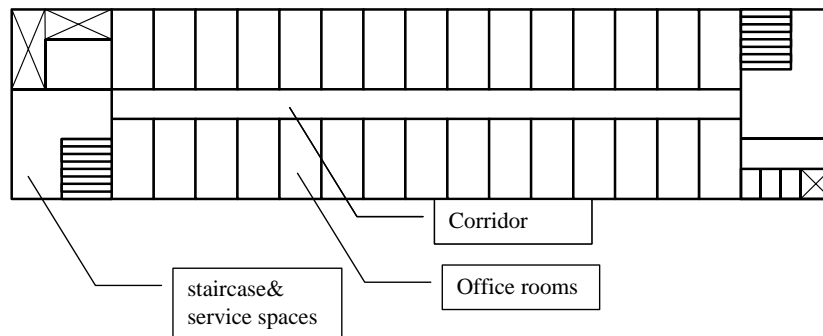 Corridor
Office rooms
staircase&
service spaces